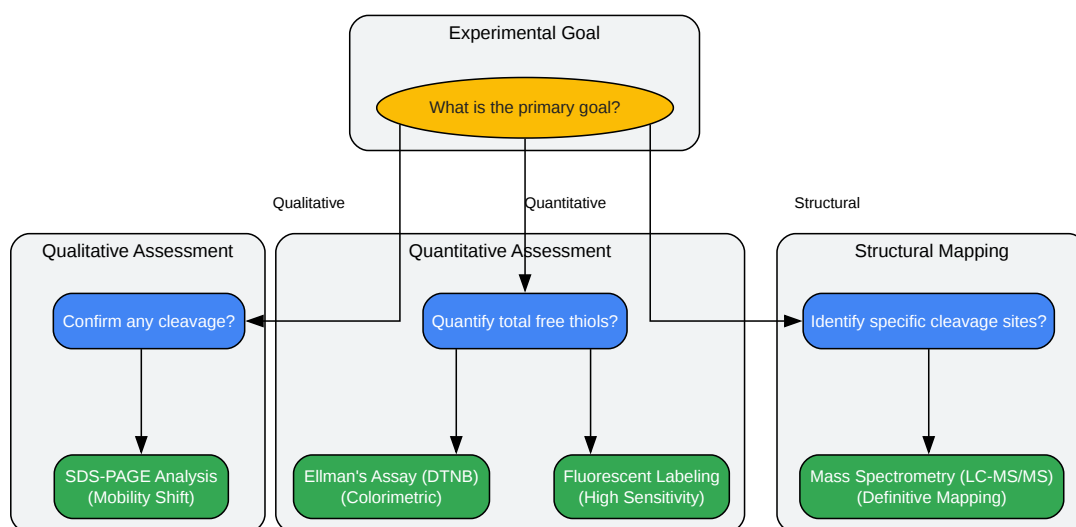 Experimental Goal
What is the primary goal?
Qualitative
Quantitative
Structural
Qualitative Assessment
Quantitative Assessment
Structural Mapping
Confirm any cleavage?
Quantify total free thiols?
Identify specific cleavage sites?
SDS-PAGE Analysis
(Mobility Shift)
Ellman's Assay (DTNB)
(Colorimetric)
Fluorescent Labeling
(High Sensitivity)
Mass Spectrometry (LC-MS/MS)
(Definitive Mapping)